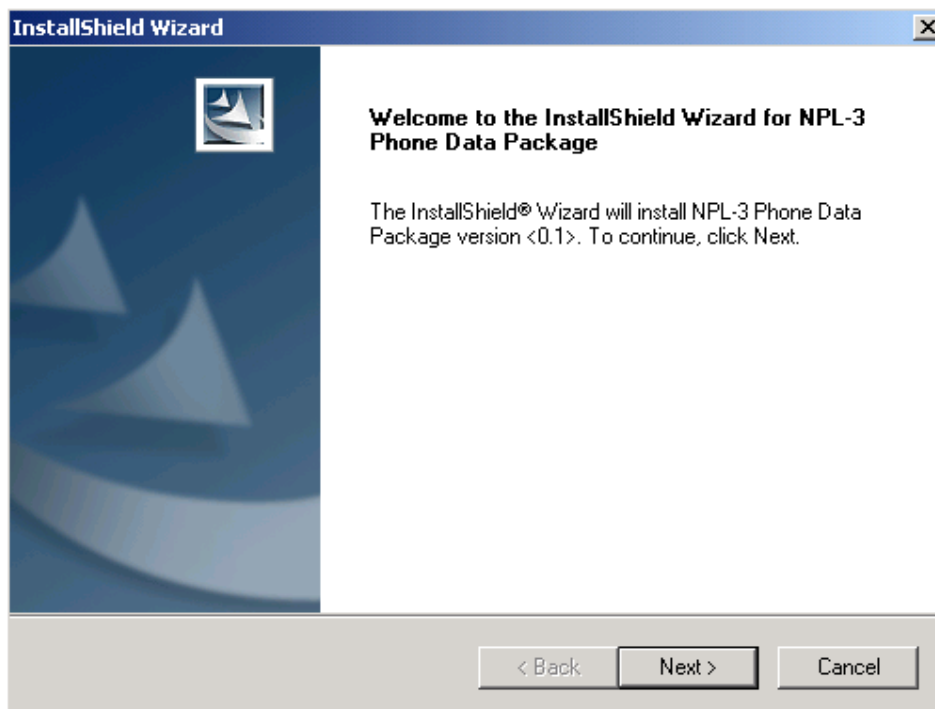 InstallShield Wizard
Welcome to the InstallShield Wizard for NPL-3
Phone Data Package
The InstallShield® Wizard will install NPL-3 Phone Data
Package version <0.1>. To continue, click Next.
< Back
Next >
Cancel